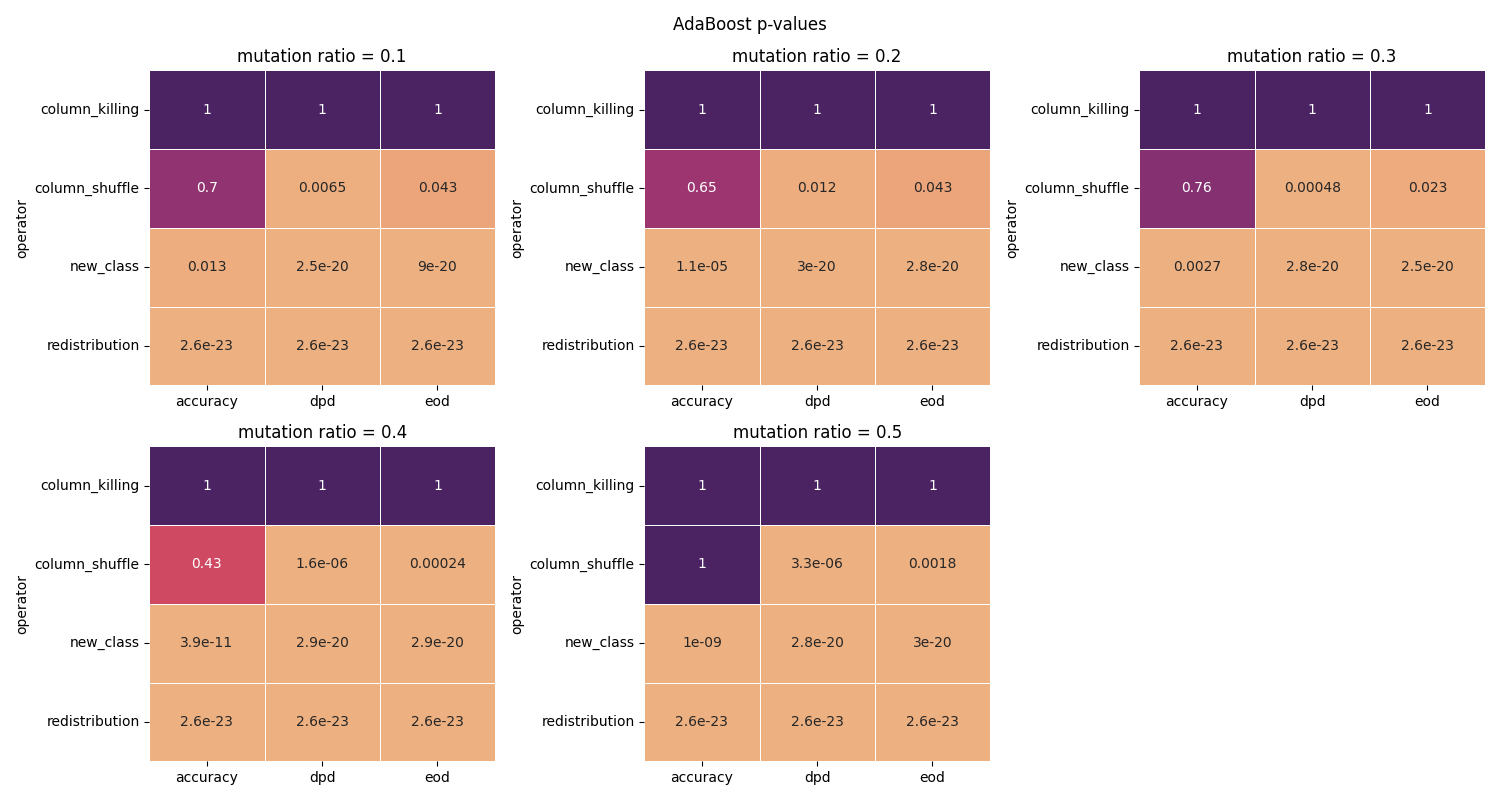 AdaBoost p-values
mutation ratio = 0.1
operator
column_killing 1 1 1
column_shuffle 0.7 0.0065 0.043
new_class 0.013 2.5e-20 9e-20
redistribution 2.6e-23 2.6e-23 2.6e-23
accuracy dpd eod
mutation ratio = 0.2
operator
column_killing 1 1 1
column_shuffle 0.65 0.012 0.043
new_class 1.1e-05 3e-20 2.8e-20
redistribution 2.6e-23 2.6e-23 2.6e-23
accuracy dpd eod
mutation ratio = 0.3
operator
column_killing 1 1 1
column_shuffle 0.76 0.00048 0.023
new_class 0.0027 2.8e-20 2.5e-20
redistribution 2.6e-23 2.6e-23 2.6e-23
accuracy dpd eod
mutation ratio = 0.4
operator
column_killing 1 1 1
column_shuffle 0.43 1.6e-06 0.00024
new_class 3.9e-11 2.9e-20 2.9e-20
redistribution 2.6e-23 2.6e-23 2.6e-23
accuracy dpd eod
mutation ratio = 0.5
operator
column_killing 1 1 1
column_shuffle 1 3.3e-06 0.0018
new_class 1e-09 2.8e-20 3e-20
redistribution 2.6e-23 2.6e-23 2.6e-23
accuracy dpd eod